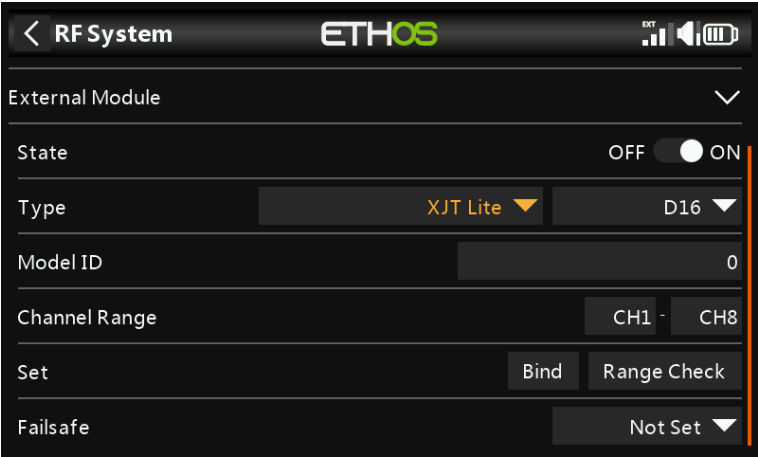 RF System ETHOS EXT
External Module
State OFF ON
Type XJT Lite D16
Model ID 0
Channel Range CH1 - CH8
Set Bind Range Check
Failsafe Not Set